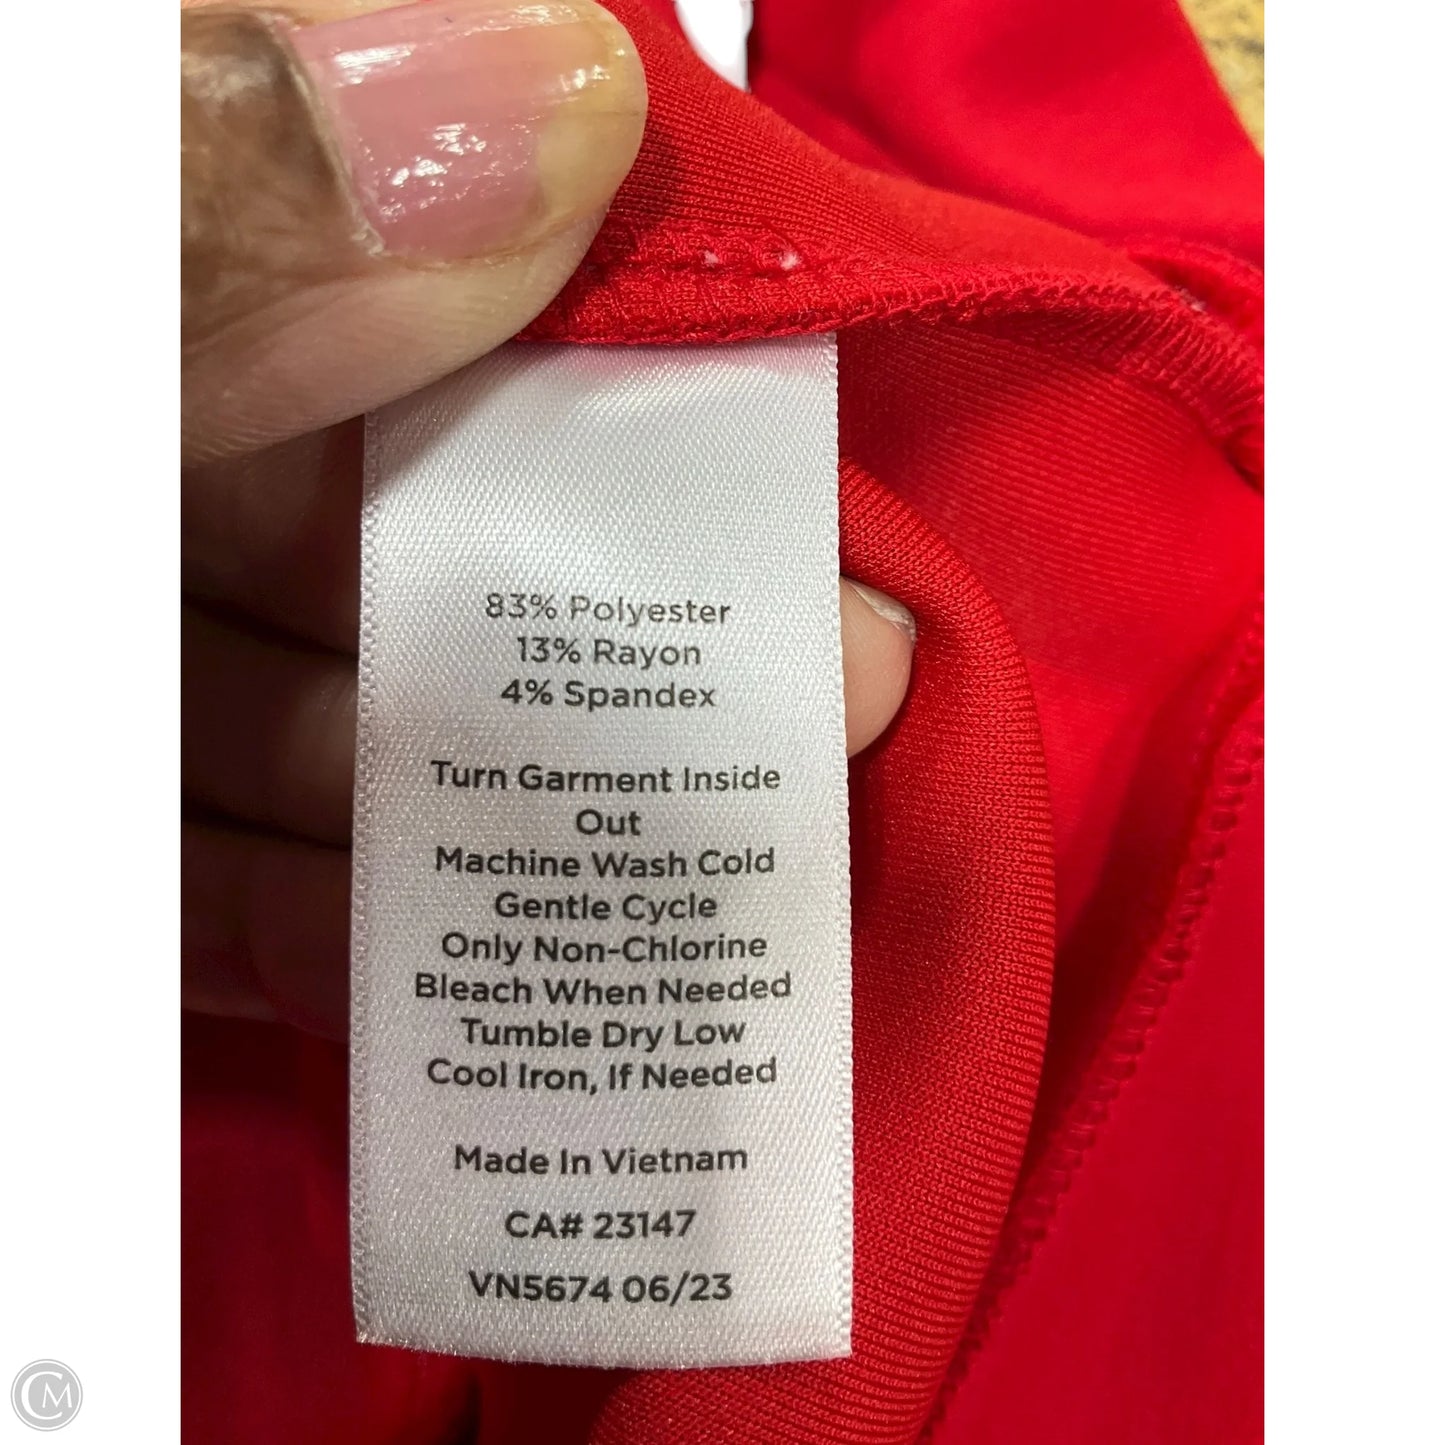 83% Polyester
13% Rayon
4% Spandex
Turn Garment Inside
Out
Machine Wash Cold
Gentle Cycle
Only Non-Chlorine
Bleach When Needed
Tumble Dry Low
Cool Iron, If Needed
Made In Vietnam
CA# 23147
VN5674 06/23
CM